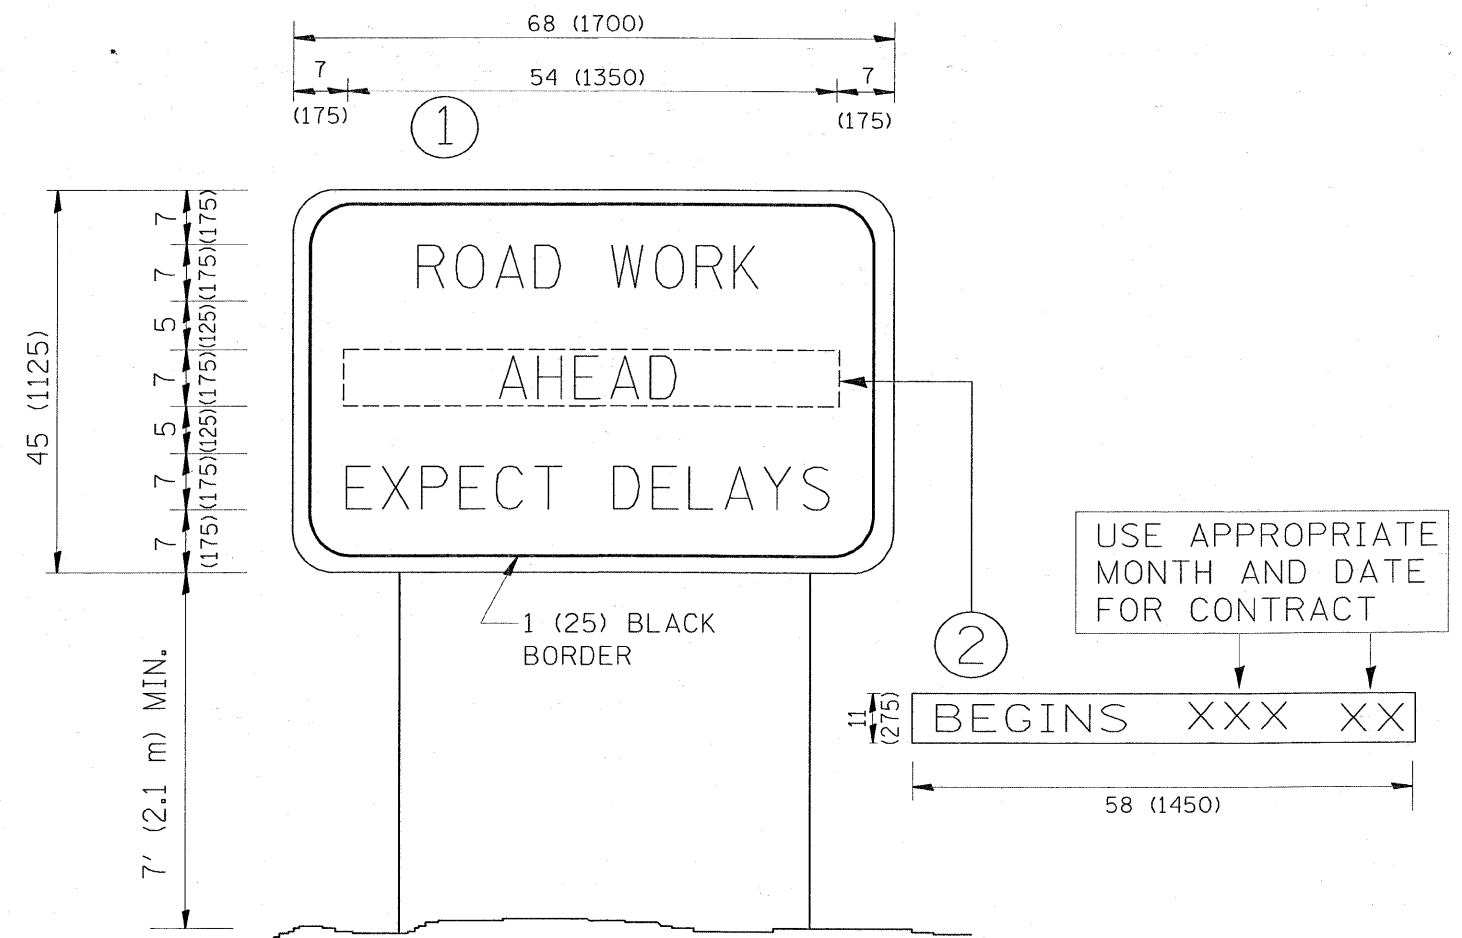 68 (1700)
7
54 (1350)
7
(175)
(175)
1
45 (1125)
7 (175)
7 (175)
5 (125)
7 (175)
5 (125)
7 (175)
7 (175)
7' (2.1 m) MIN.
ROAD WORK
AHEAD
EXPECT DELAYS
1 (25) BLACK
BORDER
2
USE APPROPRIATE
MONTH AND DATE
FOR CONTRACT
11
(275)
BEGINS XXX XX
58 (1450)